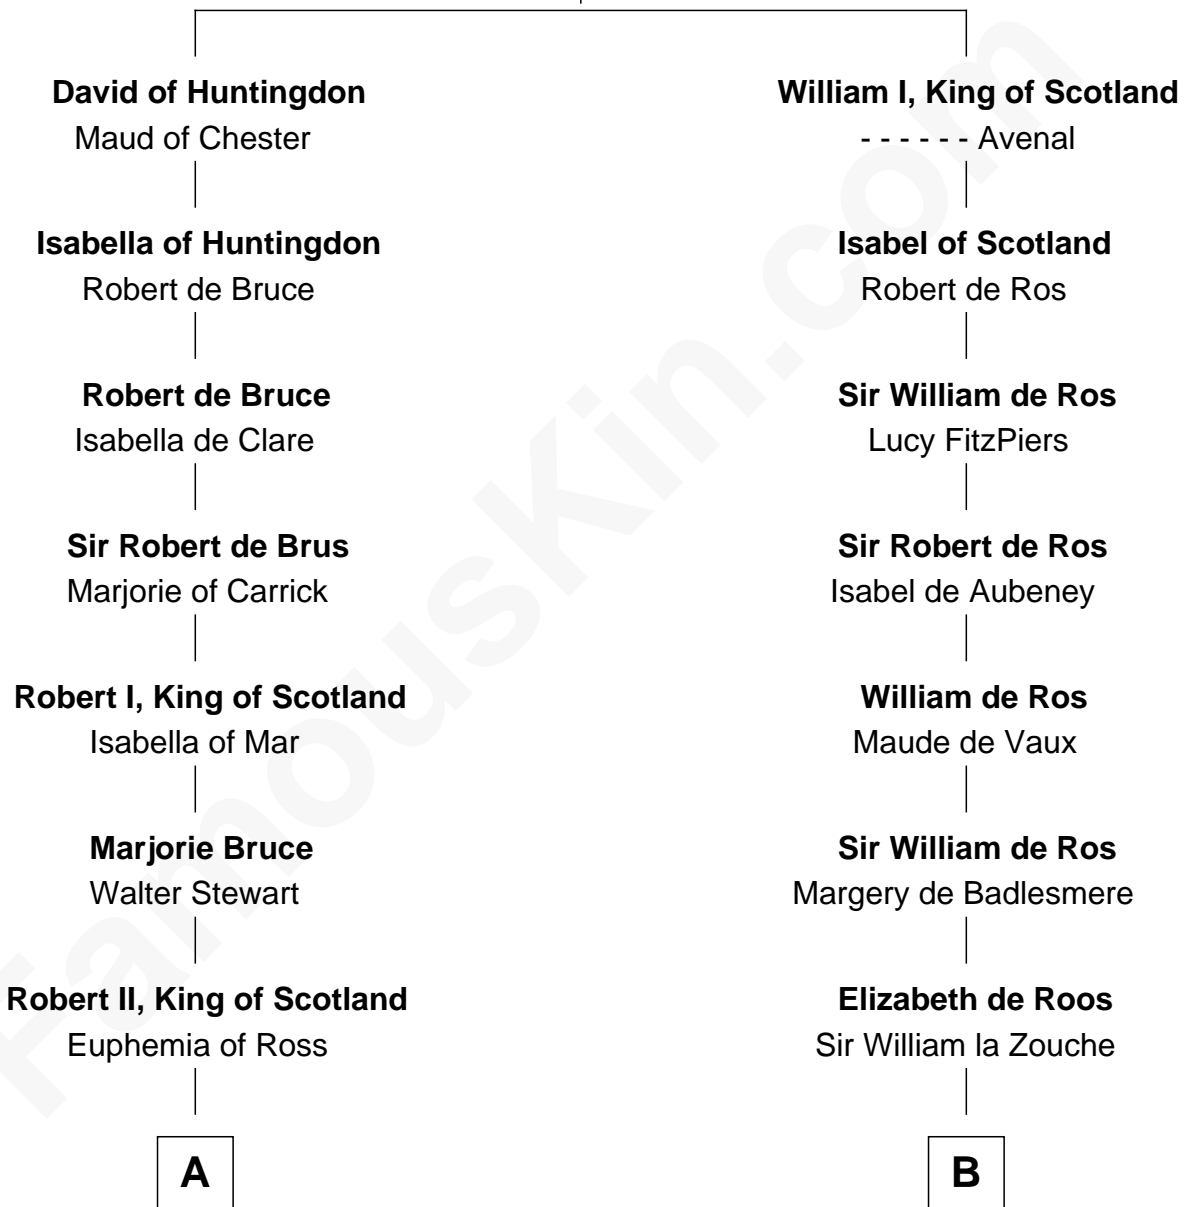 David of Huntingdon
Maud of Chester
Isabella of Huntingdon
Robert de Bruce
Robert de Bruce
Isabella de Clare
Sir Robert de Brus
Marjorie of Carrick
Robert I, King of Scotland
Isabella of Mar
Marjorie Bruce
Walter Stewart
Robert II, King of Scotland
Euphemia of Ross
A
William I, King of Scotland
- - - - - - Avenal
Isabel of Scotland
Robert de Ros
Sir William de Ros
Lucy FitzPiers
Sir Robert de Ros
Isabel de Aubeney
William de Ros
Maude de Vaux
Sir William de Ros
Margery de Badlesmere
Elizabeth de Roos
Sir William la Zouche
B
FamousKin.com